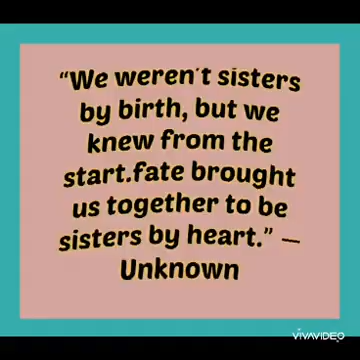 “We weren't sisters
by birth, but we
knew from the
start.fate brought
us together to be
sisters by heart.” —
Unknown
VIVAVIDEO